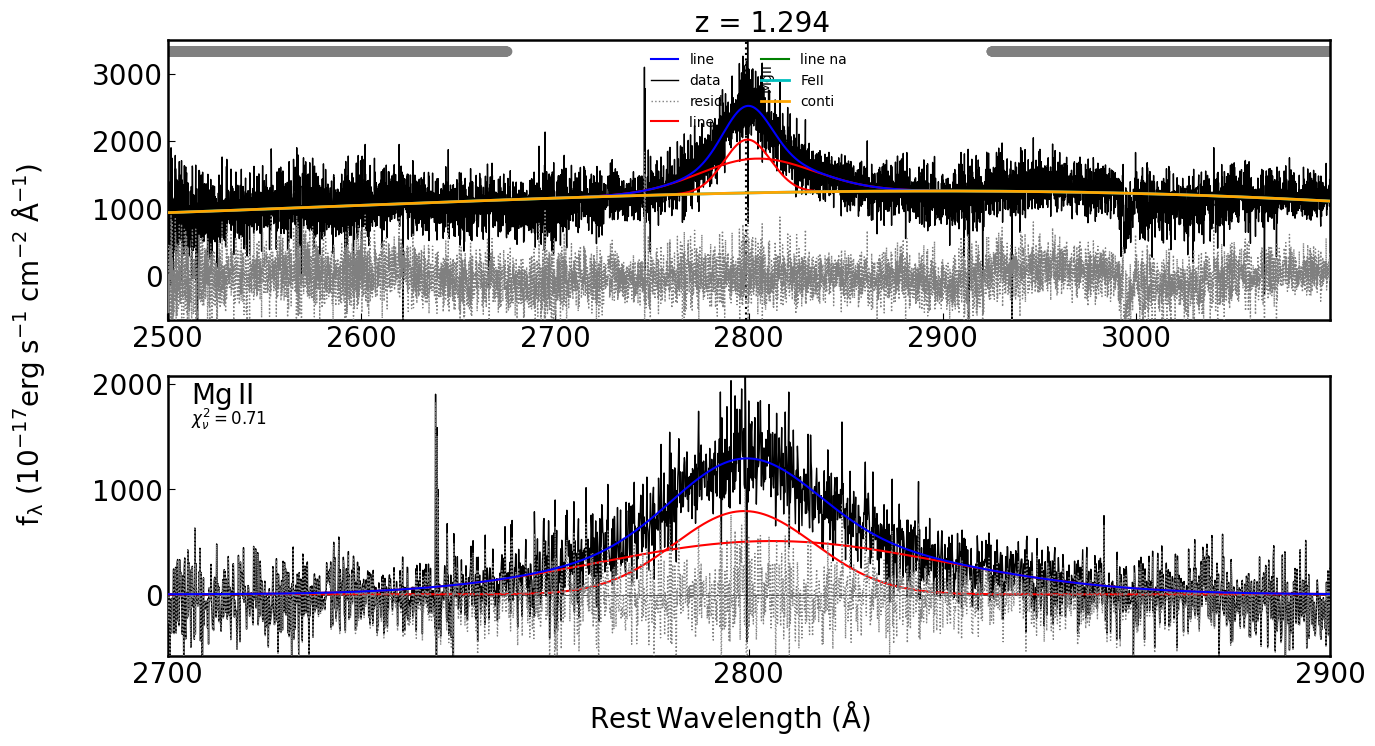 z = 1.294
3000
2000
1000
0
line
data
resid
line
line na
FeII
conti
MgII
2500 2600 2700 2800 2900 3000
fλ (10⁻¹⁷erg s⁻¹ cm⁻² Å⁻¹)
Mg II
χ²ᵥ = 0.71
2000
1000
0
2700 2800 2900
Rest Wavelength (Å)